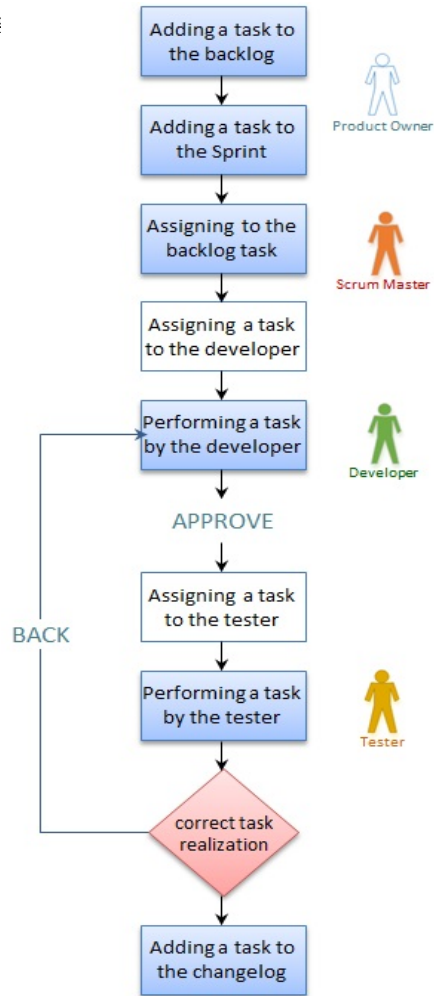 Adding a task to
the backlog
Product Owner
Adding a task to
the Sprint
Assigning to the
backlog task
Scrum Master
Assigning a task
to the developer
Performing a task
by the developer
Developer
APPROVE
Assigning a task
to the tester
BACK
Performing a task
by the tester
Tester
correct task
realization
Adding a task to
the changelog